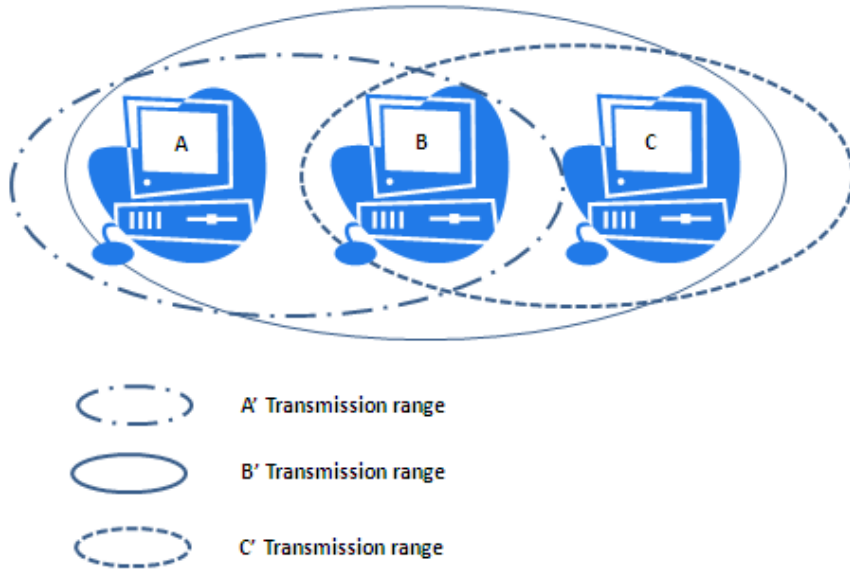 A B C
A' Transmission range
B' Transmission range
C' Transmission range